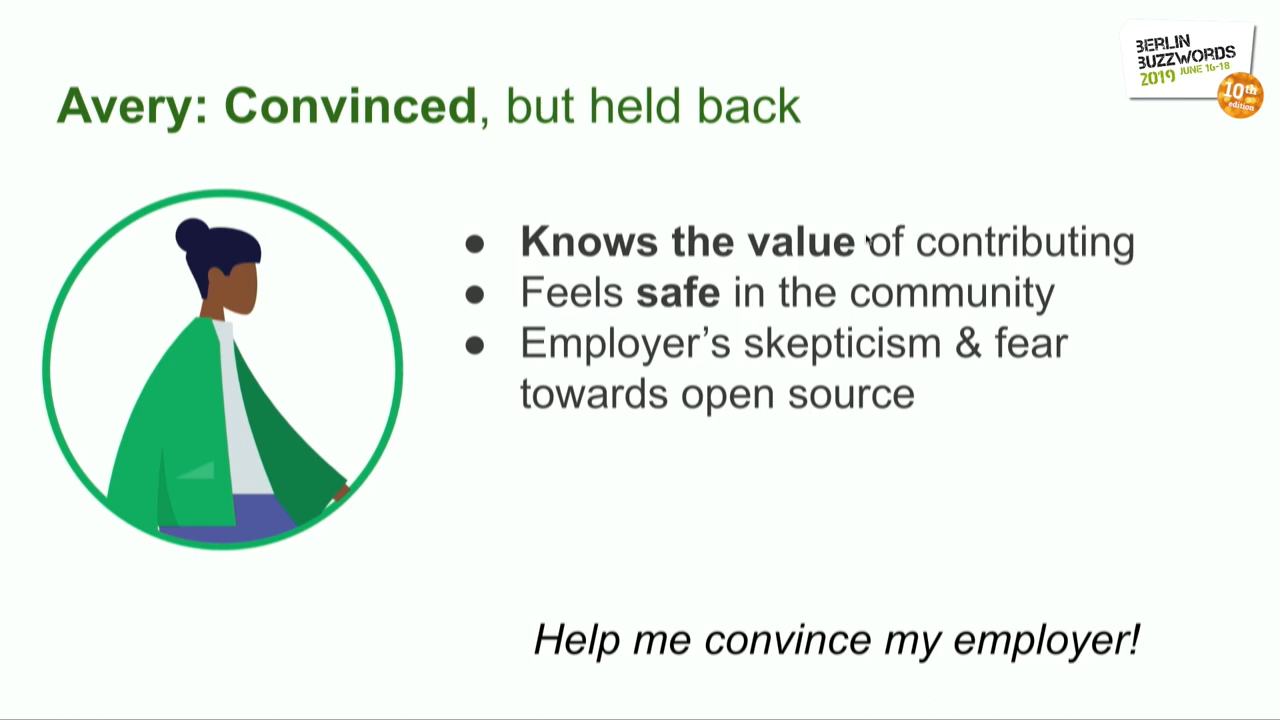 BERLIN
BUZZWORDS
2019 JUNE 16-18
10th
edition
Avery: Convinced, but held back
● Knows the value of contributing
● Feels safe in the community
● Employer’s skepticism & fear
towards open source
Help me convince my employer!